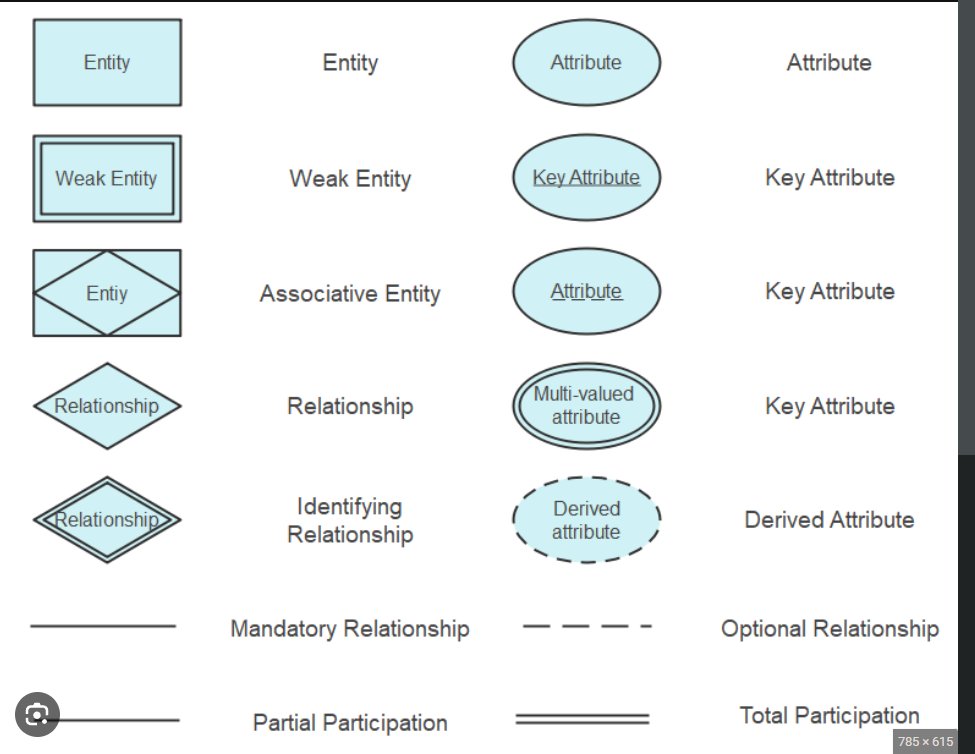 Entity
Entity
Attribute
Attribute
Weak Entity
Weak Entity
Key Attribute
Key Attribute
Entiy
Associative Entity
Attribute
Key Attribute
Relationship
Relationship
Multi-valued
attribute
Key Attribute
Relationship
Identifying
Relationship
Derived
attribute
Derived Attribute
Mandatory Relationship
Optional Relationship
Partial Participation
Total Participation
785 × 615